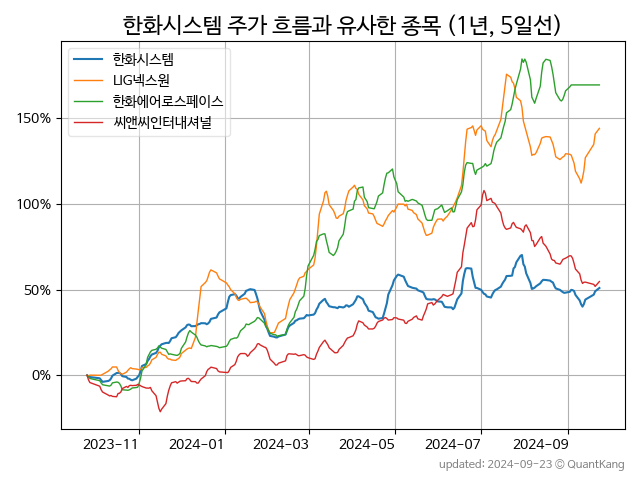 한화시스템 주가 흐름과 유사한 종목 (1년, 5일선)
한화시스템
LIG넥스원
한화에어로스페이스
씨앤씨인터내셔널
150%
100%
50%
0%
2023-11 2024-01 2024-03 2024-05 2024-07 2024-09
updated: 2024-09-23 © QuantKang